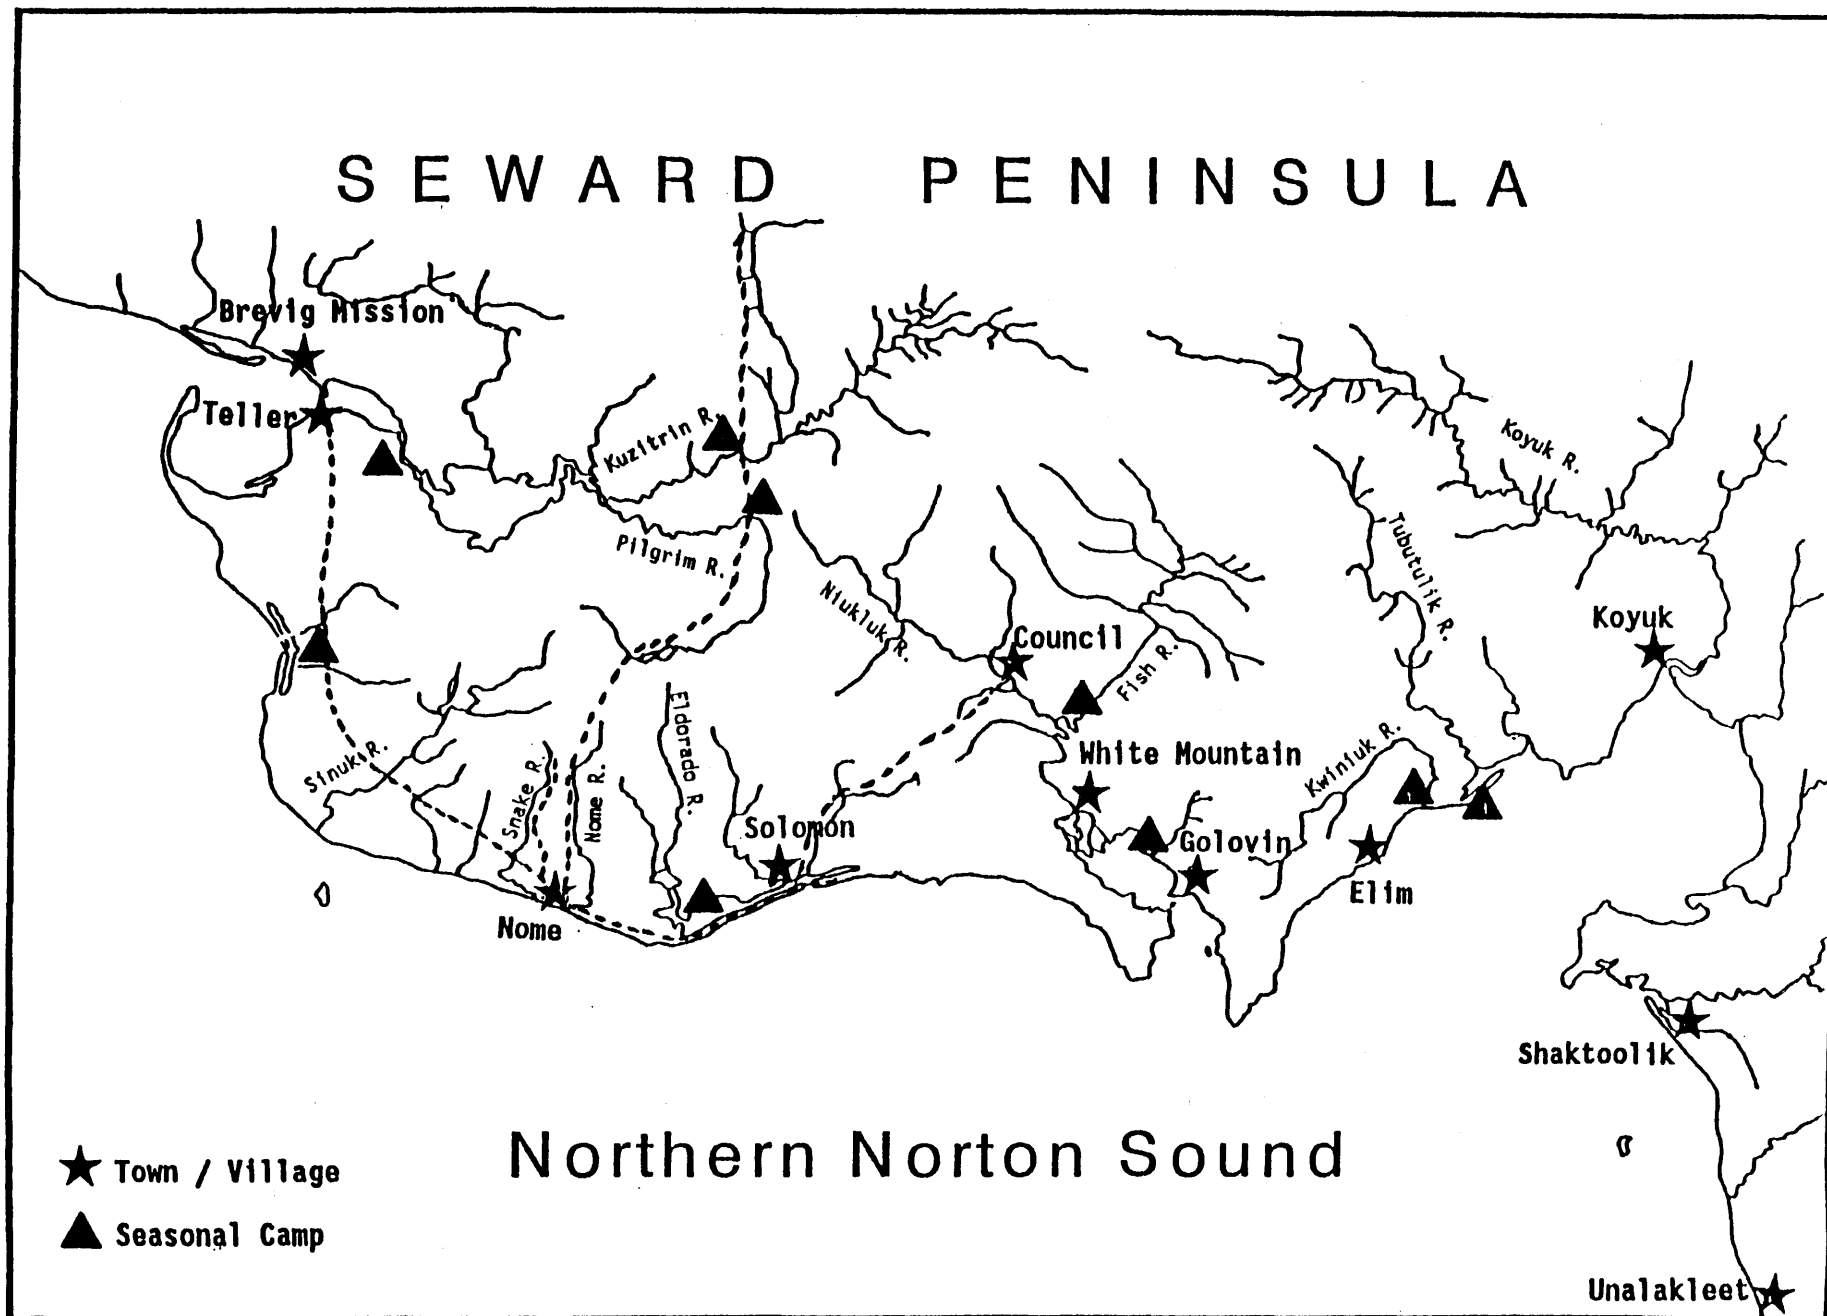 SEWARD PENINSULA
Brevig Mission
Teller
Kuzitrin R.
Koyuk R.
Pilgrim R.
Tubutulik R.
Niukluk R.
Koyuk
Council
Fish R.
Eldorado R.
Sinuk R.
White Mountain
Kwiniuk R.
Snake R.
Nome R.
Solomon
Golovin
Elim
Nome
Shaktoolik
Northern Norton Sound
Town / Village
Seasonal Camp
Unalakleet